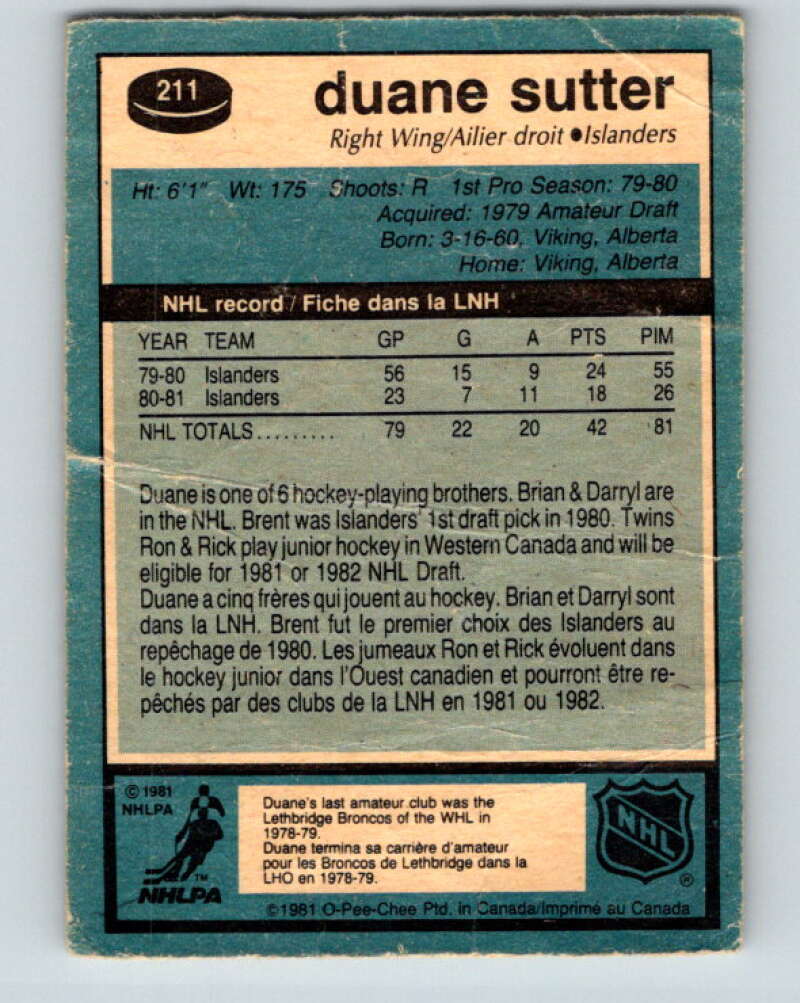 211
duane sutter
Right Wing/Ailier droit ●Islanders
Ht: 6'1" Wt: 175 Shoots: R 1st Pro Season: 79-80
Acquired: 1979 Amateur Draft
Born: 3-16-60, Viking, Alberta
Home: Viking, Alberta
NHL record / Fiche dans la LNH
YEAR TEAM GP G A PTS PIM
79-80 Islanders 56 15 9 24 55
80-81 Islanders 23 7 11 18 26
NHL TOTALS......... 79 22 20 42 81
Duane is one of 6 hockey-playing brothers. Brian & Darryl are
in the NHL. Brent was Islanders' 1st draft pick in 1980. Twins
Ron & Rick play junior hockey in Western Canada and will be
eligible for 1981 or 1982 NHL Draft.
Duane a cinq frères qui jouent au hockey. Brian et Darryl sont
dans la LNH. Brent fut le premier choix des Islanders au
repêchage de 1980. Les jumeaux Ron et Rick évoluent dans
le hockey junior dans l'Ouest canadien et pourront être re-
pêchés par des clubs de la LNH en 1981 ou 1982.
© 1981
NHLPA
TM
NHLPA
Duane's last amateur club was the
Lethbridge Broncos of the WHL in
1978-79.
Duane termina sa carrière d'amateur
pour les Broncos de Lethbridge dans la
LHO en 1978-79.
NHL
®
©1981 O-Pee-Chee Ptd. in Canada/Imprimé au Canada